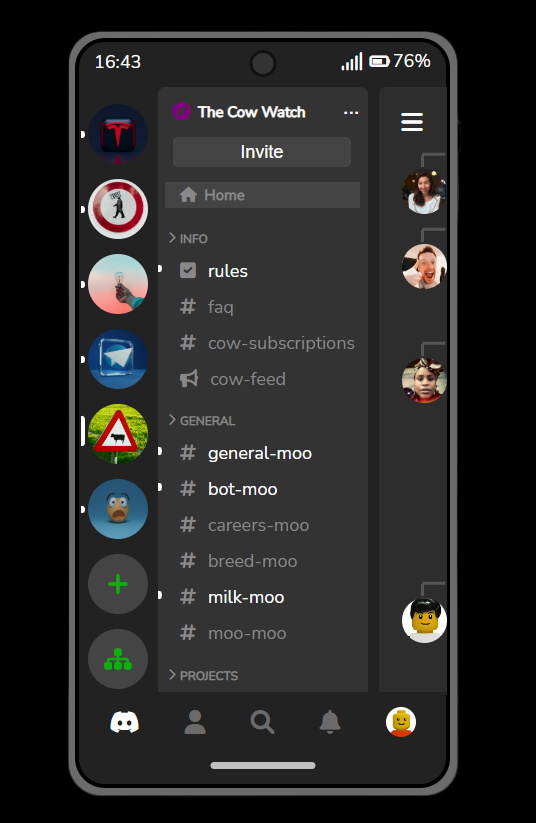 16:43
76%
The Cow Watch
Invite
Home
INFO
rules
faq
cow-subscriptions
cow-feed
GENERAL
general-moo
bot-moo
careers-moo
breed-moo
milk-moo
moo-moo
PROJECTS